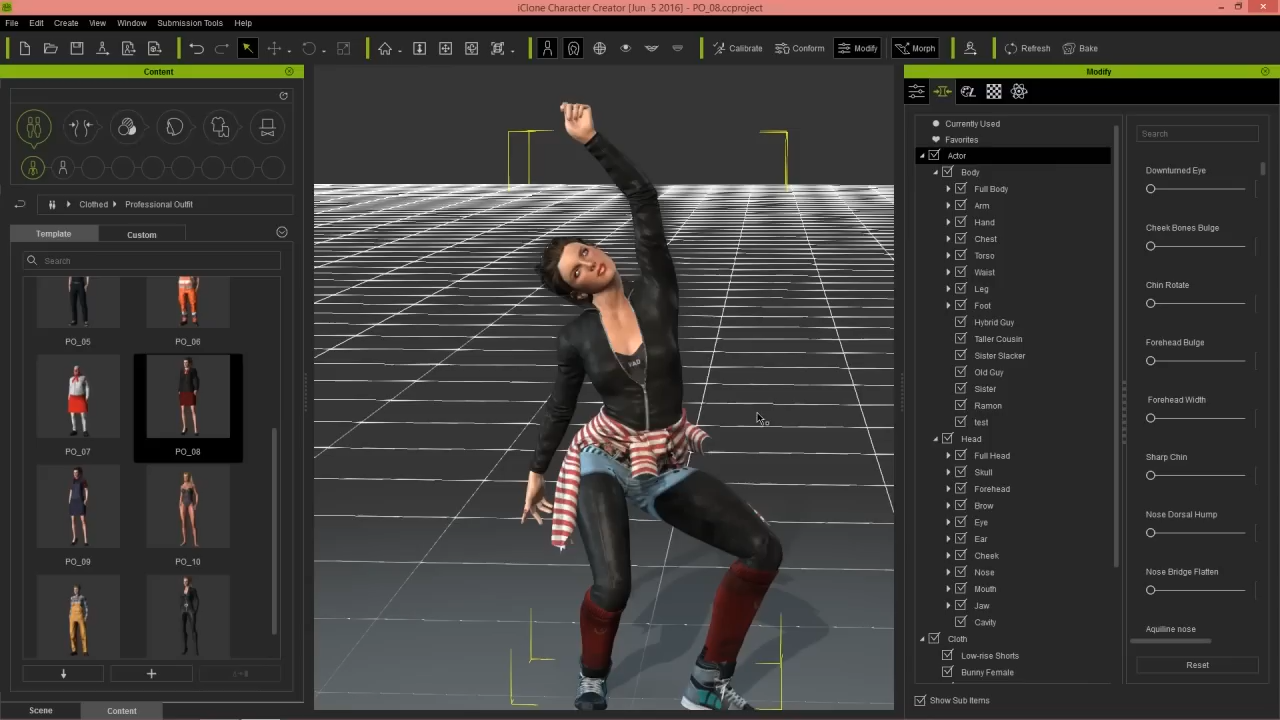 iClone Character Creator [Jun 5 2016] - PO_08.ccproject
File Edit Create View Window Submission Tools Help
Calibrate Conform Modify Morph Refresh Bake
Content
Clothed Professional Outfit
Template Custom
Search
PO_05 PO_06
PO_07 PO_08
PO_09 PO_10
Scene Content
FAD
Modify
Currently Used
Favorites
Actor
Body
Full Body
Arm
Hand
Chest
Torso
Waist
Leg
Foot
Hybrid Guy
Taller Cousin
Sister Slacker
Old Guy
Sister
Ramon
test
Head
Full Head
Skull
Forehead
Brow
Eye
Ear
Cheek
Nose
Mouth
Jaw
Cavity
Cloth
Low-rise Shorts
Bunny Female
Show Sub Items
Search
Downturned Eye
Cheek Bones Bulge
Chin Rotate
Forehead Bulge
Forehead Width
Sharp Chin
Nose Dorsal Hump
Nose Bridge Flatten
Aquiline nose
Reset